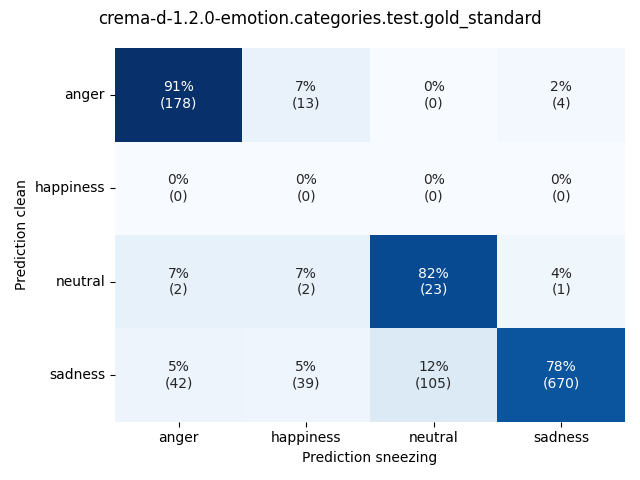 crema-d-1.2.0-emotion.categories.test.gold_standard
anger
91%
(178)
7%
(13)
0%
(0)
2%
(4)
happiness
0%
(0)
0%
(0)
0%
(0)
0%
(0)
neutral
7%
(2)
7%
(2)
82%
(23)
4%
(1)
sadness
5%
(42)
5%
(39)
12%
(105)
78%
(670)
Prediction clean
anger
happiness
neutral
sadness
Prediction sneezing